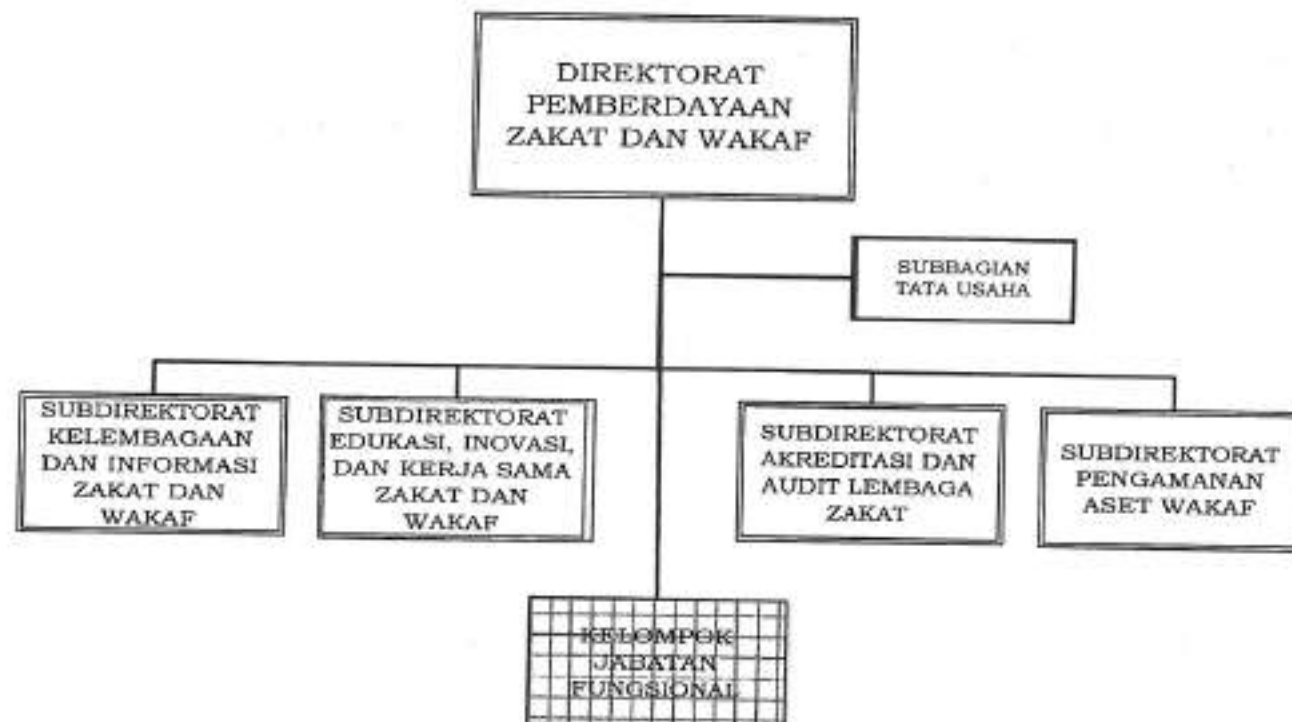 DIREKTORAT
PEMBERDAYAAN
ZAKAT DAN WAKAF
SUBBAGIAN
TATA USAHA
SUBDIREKTORAT
KELEMBAGAAN
DAN INFORMASI
ZAKAT DAN
WAKAF
SUBDIREKTORAT
EDUKASI, INOVASI,
DAN KERJA SAMA
ZAKAT DAN
WAKAF
SUBDIREKTORAT
AKREDITASI DAN
AUDIT LEMBAGA
ZAKAT
SUBDIREKTORAT
PENGAMANAN
ASET WAKAF
KELOMPOK
JABATAN
FUNGSIONAL